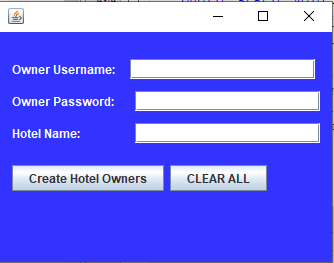 Owner Username:
Owner Password:
Hotel Name:
Create Hotel Owners CLEAR ALL